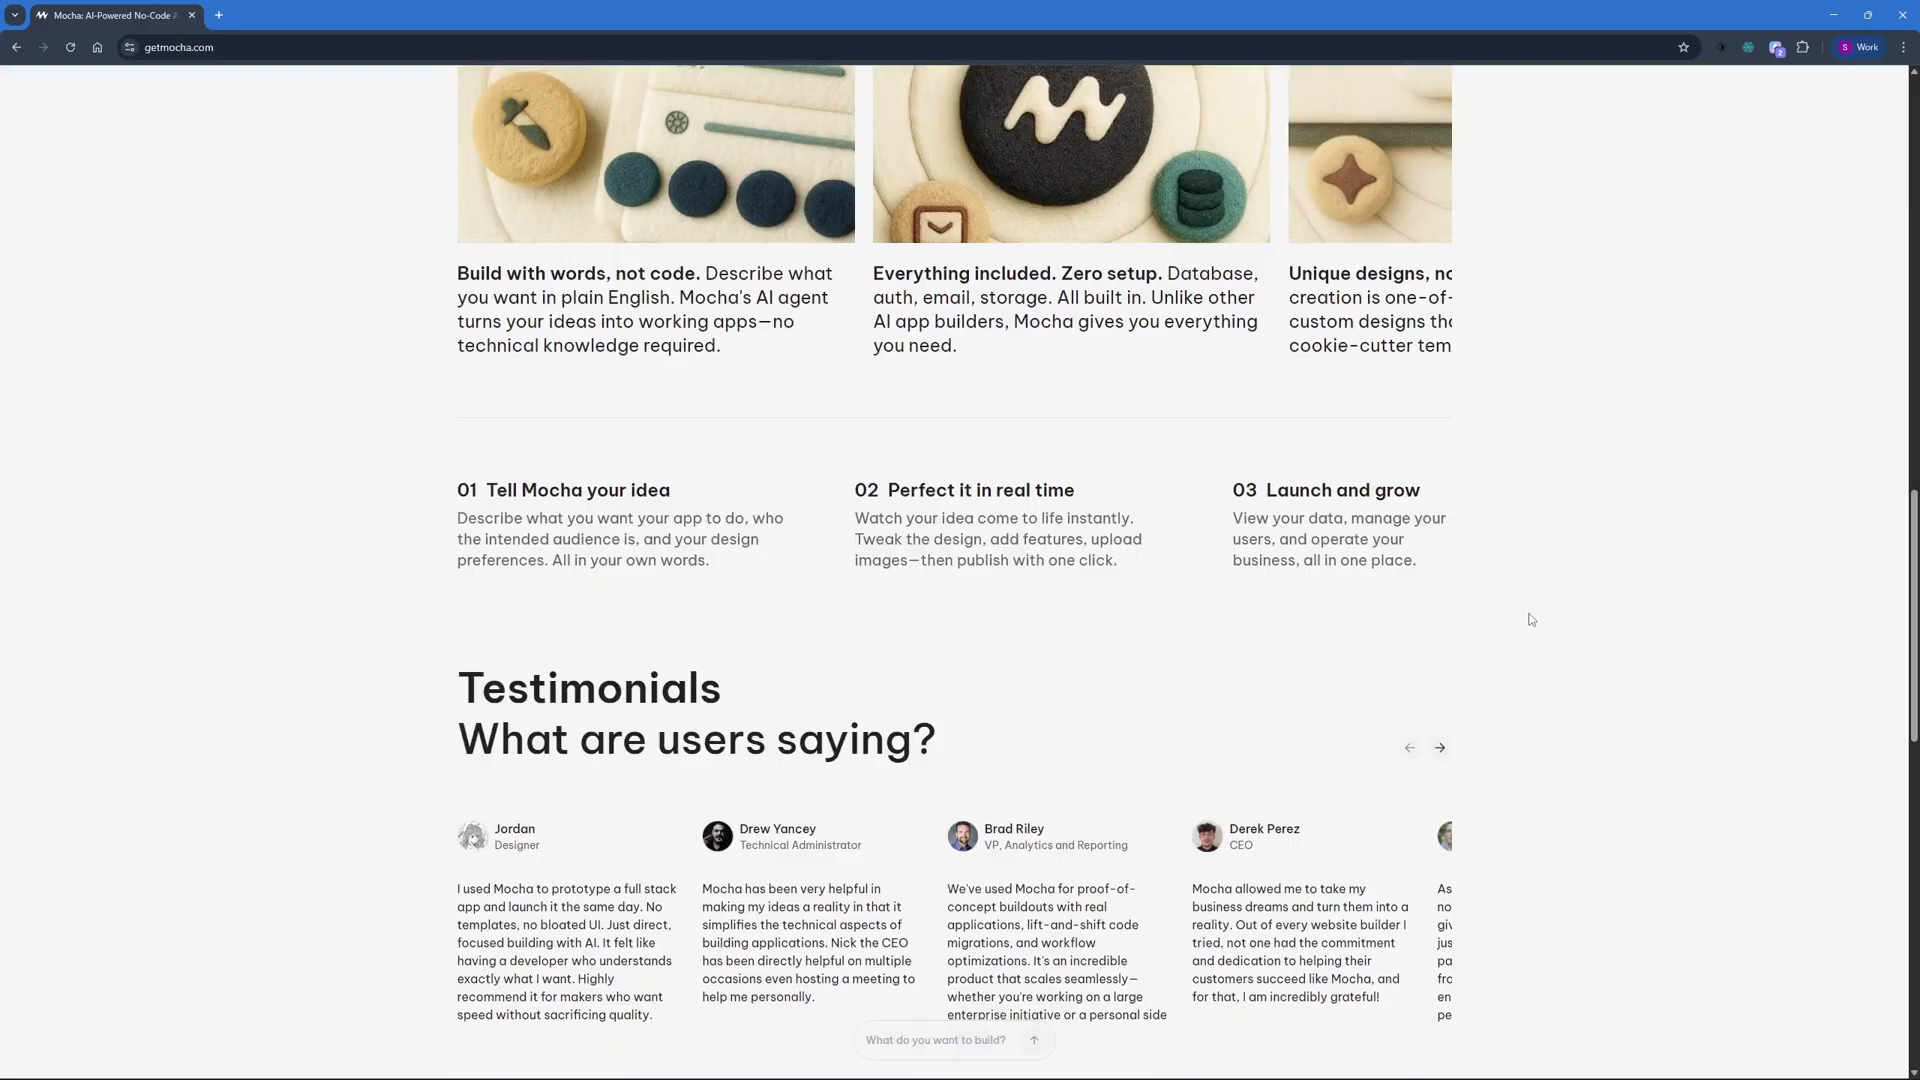 Mocha: AI-Powered No-Code A
getmocha.com
2
S Work
Build with words, not code. Describe what
you want in plain English. Mocha's AI agent
turns your ideas into working apps—no
technical knowledge required.
Everything included. Zero setup. Database,
auth, email, storage. All built in. Unlike other
AI app builders, Mocha gives you everything
you need.
Unique designs, no
creation is one-of-
custom designs tha
cookie-cutter tem
01 Tell Mocha your idea
Describe what you want your app to do, who
the intended audience is, and your design
preferences. All in your own words.
02 Perfect it in real time
Watch your idea come to life instantly.
Tweak the design, add features, upload
images—then publish with one click.
03 Launch and grow
View your data, manage your
users, and operate your
business, all in one place.
Testimonials
What are users saying?
Jordan
Designer
I used Mocha to prototype a full stack
app and launch it the same day. No
templates, no bloated UI. Just direct,
focused building with AI. It felt like
having a developer who understands
exactly what I want. Highly
recommend it for makers who want
speed without sacrificing quality.
Drew Yancey
Technical Administrator
Mocha has been very helpful in
making my ideas a reality in that it
simplifies the technical aspects of
building applications. Nick the CEO
has been directly helpful on multiple
occasions even hosting a meeting to
help me personally.
Brad Riley
VP, Analytics and Reporting
We've used Mocha for proof-of-
concept buildouts with real
applications, lift-and-shift code
migrations, and workflow
optimizations. It's an incredible
product that scales seamlessly—
whether you're working on a large
enterprise initiative or a personal side
Derek Perez
CEO
Mocha allowed me to take my
business dreams and turn them into a
reality. Out of every website builder I
tried, not one had the commitment
and dedication to helping their
customers succeed like Mocha, and
for that, I am incredibly grateful!
As
no
giv
jus
pa
fro
en
pe
What do you want to build?